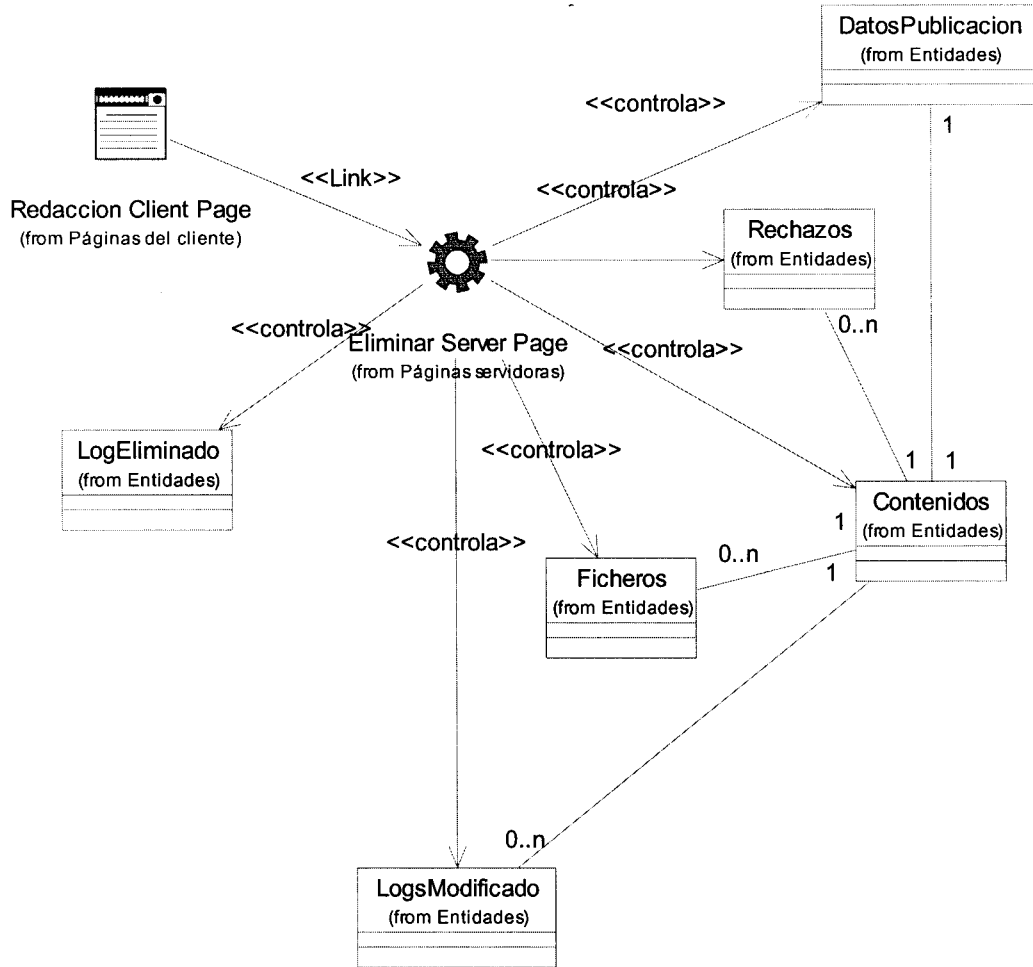 DatosPublicacion
(from Entidades)
<<controla>>
1
<<Link>>
<<controla>>
Redaccion Client Page
(from Páginas del cliente)
Rechazos
(from Entidades)
0..n
<<controla>>
Eliminar Server Page
(from Páginas servidoras)
<<controla>>
LogEliminado
(from Entidades)
<<controla>>
1
1
Contenidos
(from Entidades)
1
<<controla>>
0..n
1
Ficheros
(from Entidades)
0..n
LogsModificado
(from Entidades)